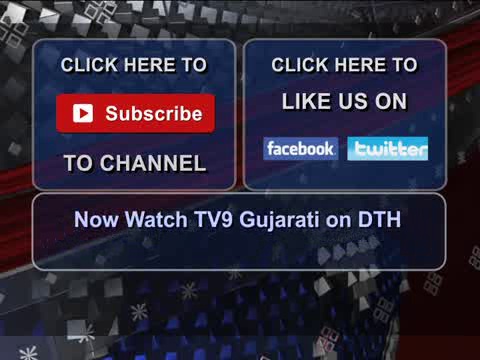 CLICK HERE TO
Subscribe
TO CHANNEL
CLICK HERE TO
LIKE US ON
facebook
twitter
Now Watch TV9 Gujarati on DTH